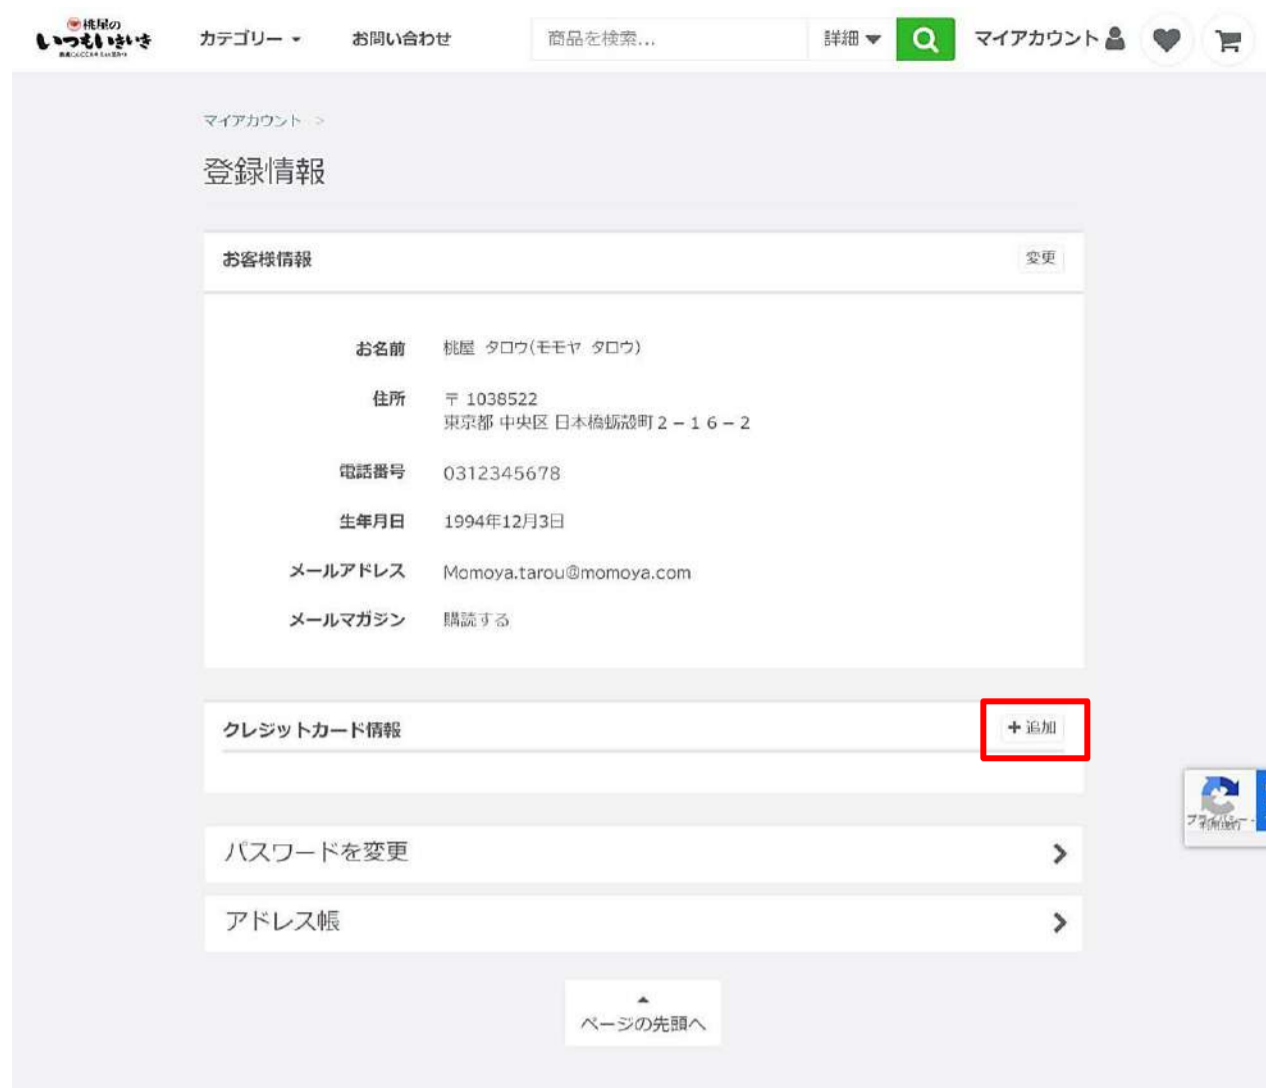 桃屋の
いつもいきいき
カテゴリー
お問い合わせ
商品を検索...
詳細
マイアカウント
マイアカウント >
登録情報
お客様情報
変更
お名前
桃屋 タロウ(モモヤ タロウ)
住所
〒 1038522
東京都 中央区 日本橋蛎殻町２－１６－２
電話番号
0312345678
生年月日
1994年12月3日
メールアドレス
Momoya.tarou@momoya.com
メールマガジン
購読する
クレジットカード情報
+ 追加
パスワードを変更
アドレス帳
ページの先頭へ